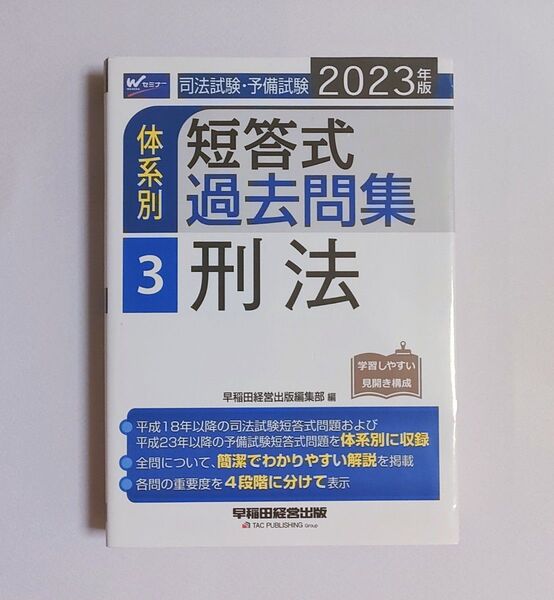 Wセミナー
司法試験・予備試験
2023年版
体系別
短答式
過去問集
3
刑法
学習しやすい
見開き構成
早稲田経営出版編集部 編
平成18年以降の司法試験短答式問題および
平成23年以降の予備試験短答式問題を体系別に収録
全問について、簡潔でわかりやすい解説を掲載
各問の重要度を4段階に分けて表示
早稲田経営出版
TAC PUBLISHING Group